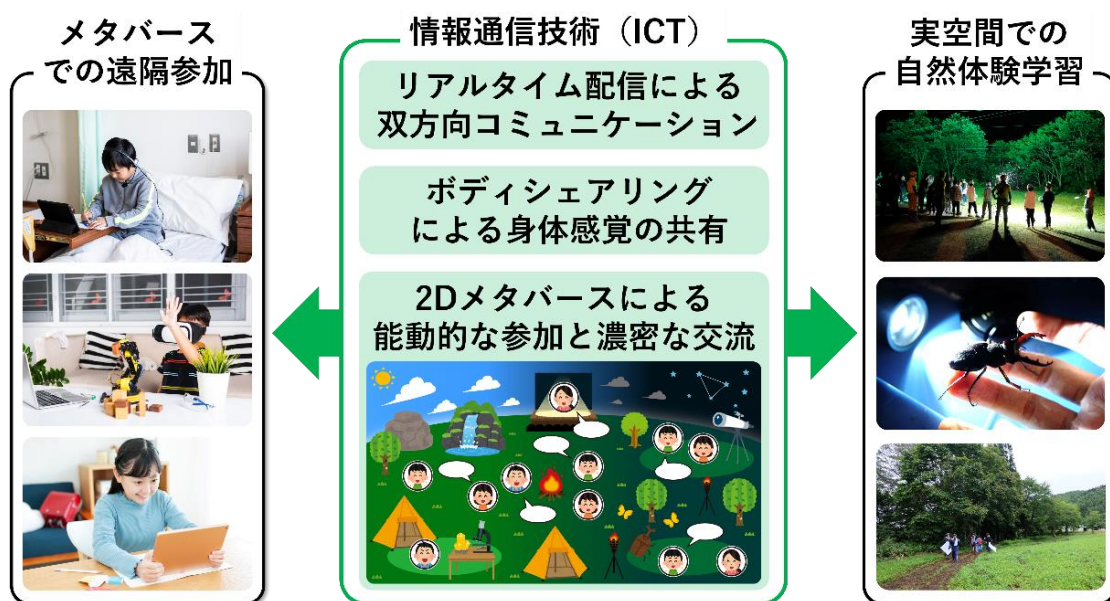 メタバース
での遠隔参加
情報通信技術（ICT）
リアルタイム配信による
双方向コミュニケーション
ボディシェアリング
による身体感覚の共有
2Dメタバースによる
能動的な参加と濃密な交流
実空間での
自然体験学習